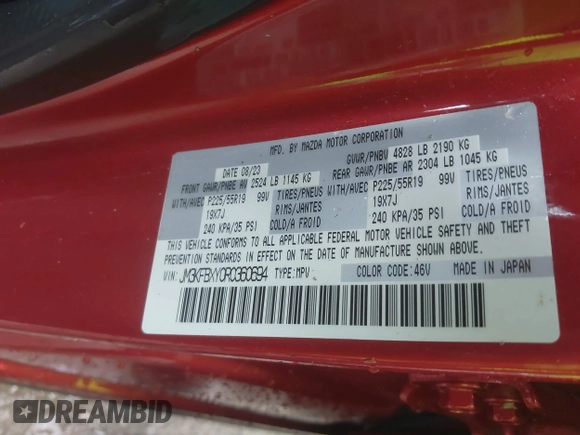 MFD. BY MAZDA MOTOR CORPORATION
DATE 08/23 GVWR/PNBV 4828 LB 2190 KG
FRONT GAWR/PNBE AV 2524 LB 1145 KG REAR GAWR/PNBE AR 2304 LB 1045 KG
WITH/AVEC P225/55R19 99V TIRES/PNEUS WITH/AVEC P225/55R19 99V TIRES/PNEUS
19X7J RIMS/JANTES 19X7J RIMS/JANTES
240 KPA/35 PSI COLD/A FROID 240 KPA/35 PSI COLD/A FROID
THIS VEHICLE CONFORMS TO ALL APPLICABLE FEDERAL MOTOR VEHICLE SAFETY AND THEFT
PREVENTION STANDARDS IN EFFECT ON THE DATE OF MANUFACTURE SHOWN ABOVE.
VIN: JM3KFBXY0R0360694 TYPE:MPV COLOR CODE:46V MADE IN JAPAN
DREAMBID